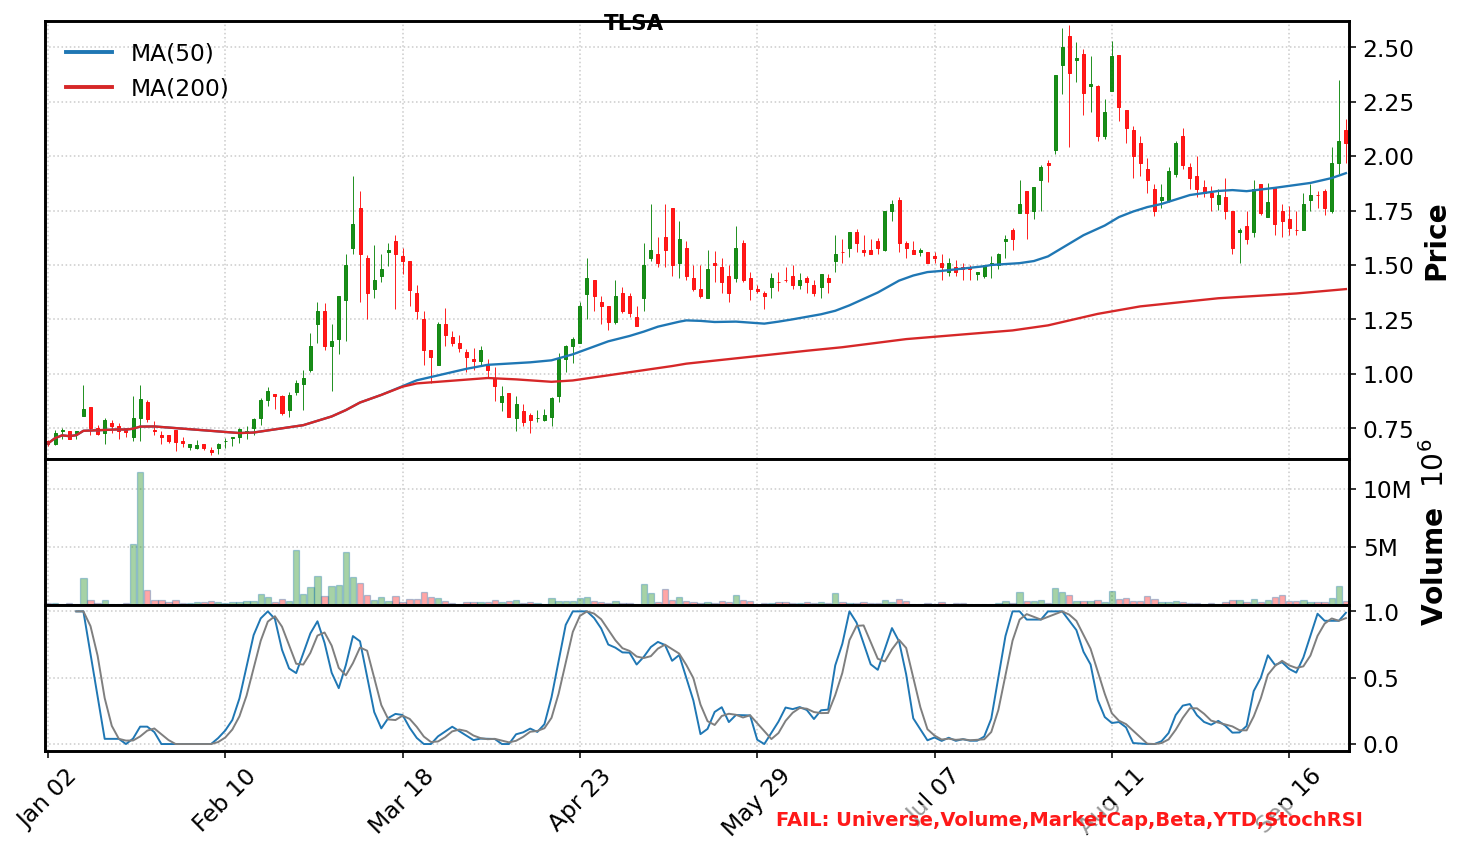 TLSA
MA(50)
MA(200)
2.50
2.25
2.00
1.75
1.50
1.25
1.00
0.75
Price
10M
5M
Volume 10^6
1.0
0.5
0.0
Jan 02
Feb 10
Mar 18
Apr 23
May 29
Jul 07
Aug 11
Sep 16
FAIL: Universe,Volume,MarketCap,Beta,YTD,StochRSI